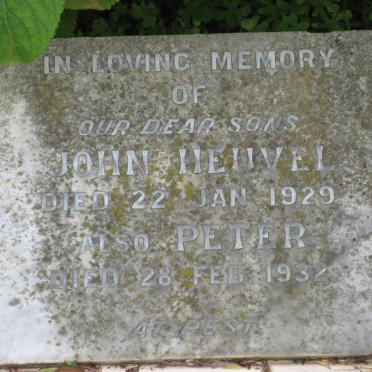 IN LOVING MEMORY
OF
OUR DEAR SONS
JOHN HEUVEL
DIED 22 JAN 1929
ALSO PETER
DIED 28 FEB 1932
AT REST